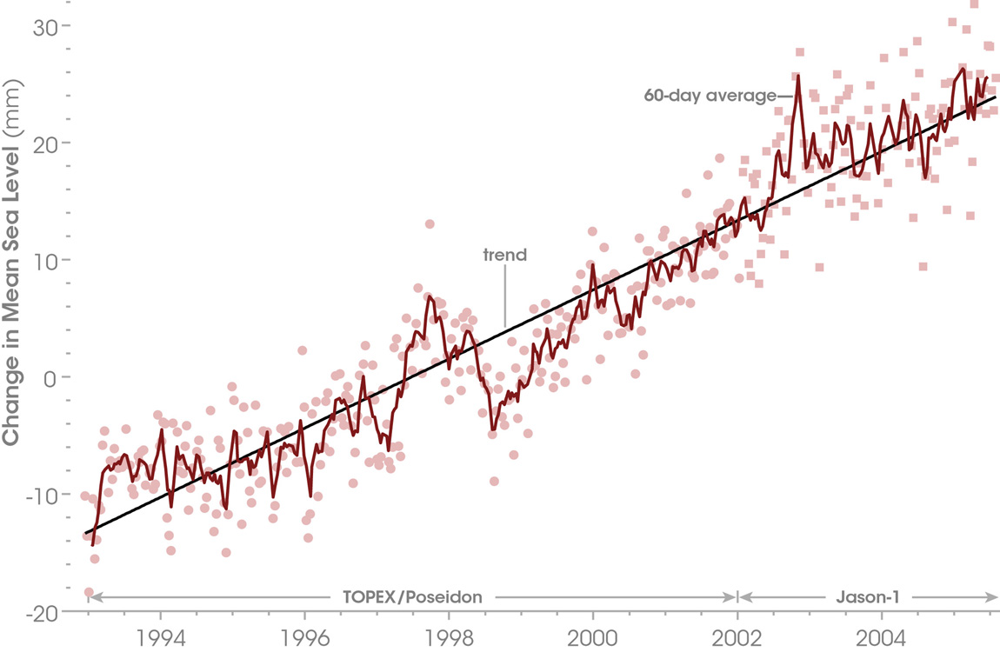 Change in Mean Sea Level (mm)
30
20
10
0
-10
-20
60-day average
trend
TOPEX/Poseidon
Jason-1
1994
1996
1998
2000
2002
2004